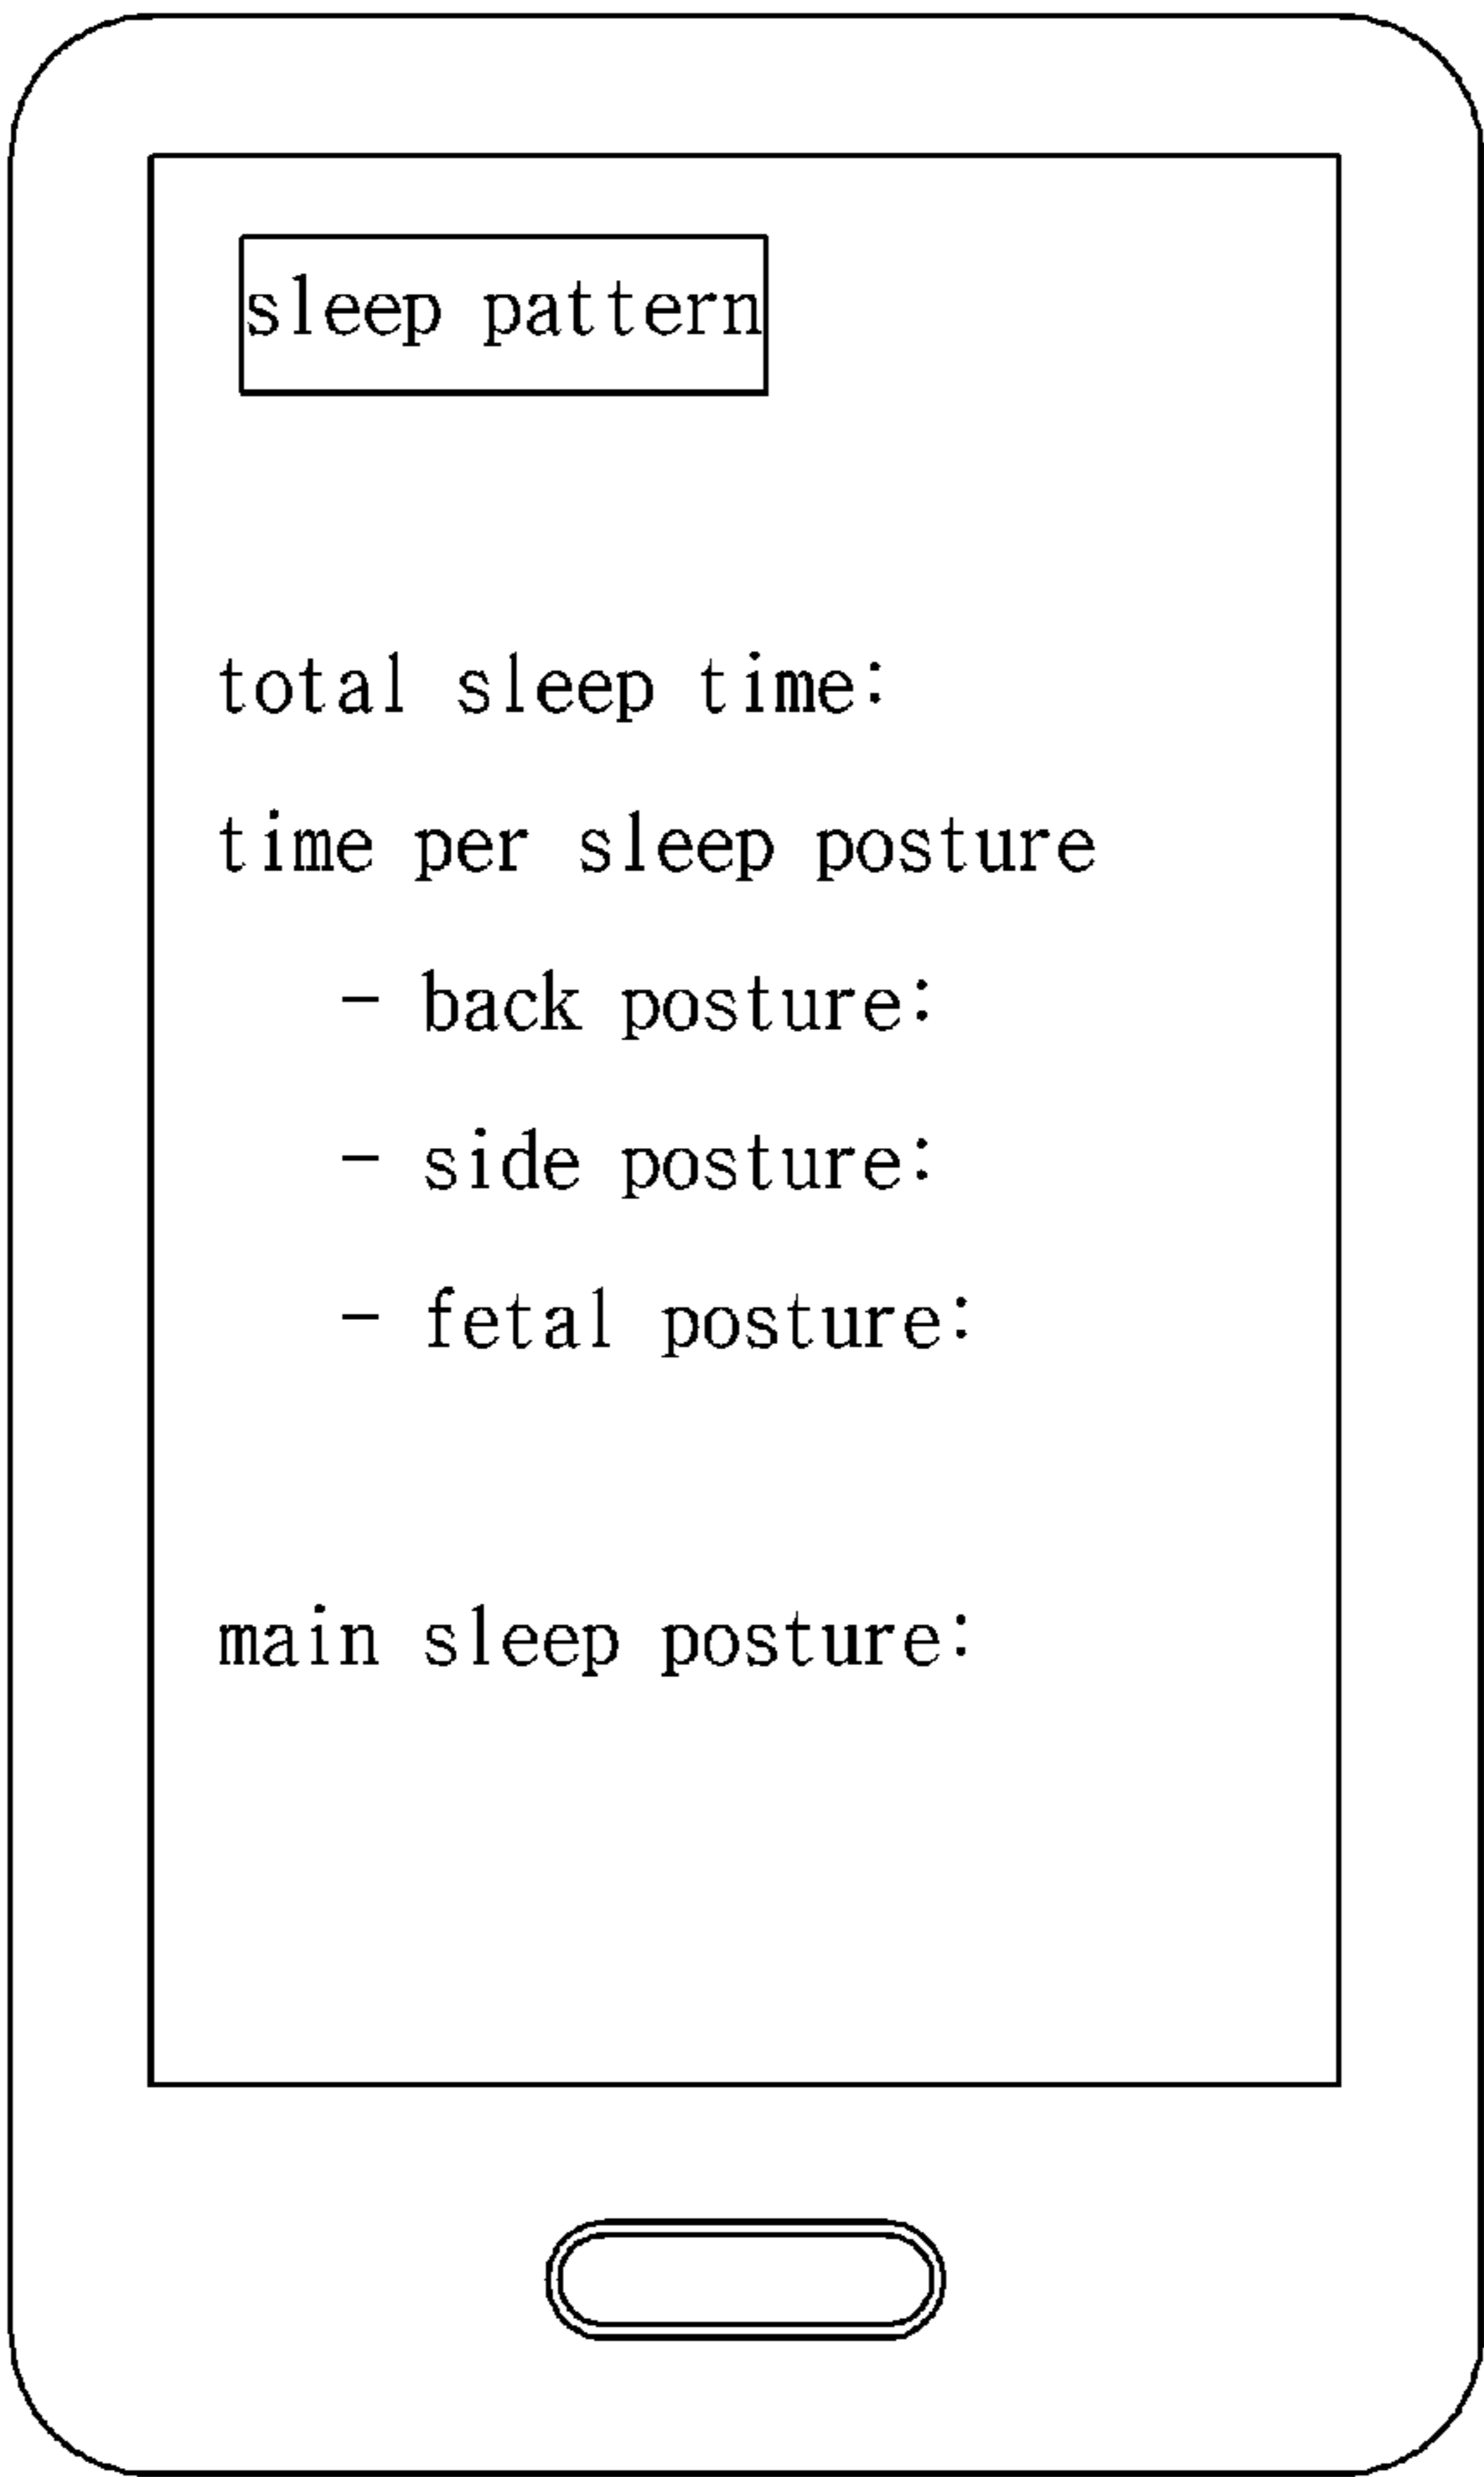 sleep pattern
total sleep time:
time per sleep posture
- back posture:
- side posture:
- fetal posture:
main sleep posture: